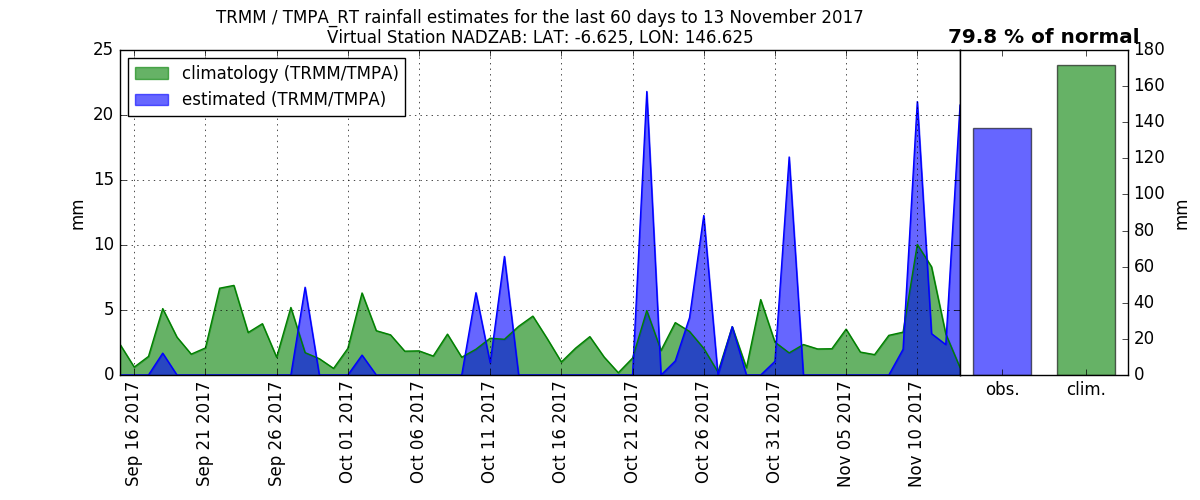 TRMM / TMPA_RT rainfall estimates for the last 60 days to 13 November 2017
Virtual Station NADZAB: LAT: -6.625, LON: 146.625
79.8 % of normal
climatology (TRMM/TMPA)
estimated (TRMM/TMPA)
25
20
15
10
5
0
mm
180
160
140
120
100
80
60
40
20
0
mm
obs.
clim.
Sep 16 2017
Sep 21 2017
Sep 26 2017
Oct 01 2017
Oct 06 2017
Oct 11 2017
Oct 16 2017
Oct 21 2017
Oct 26 2017
Oct 31 2017
Nov 05 2017
Nov 10 2017